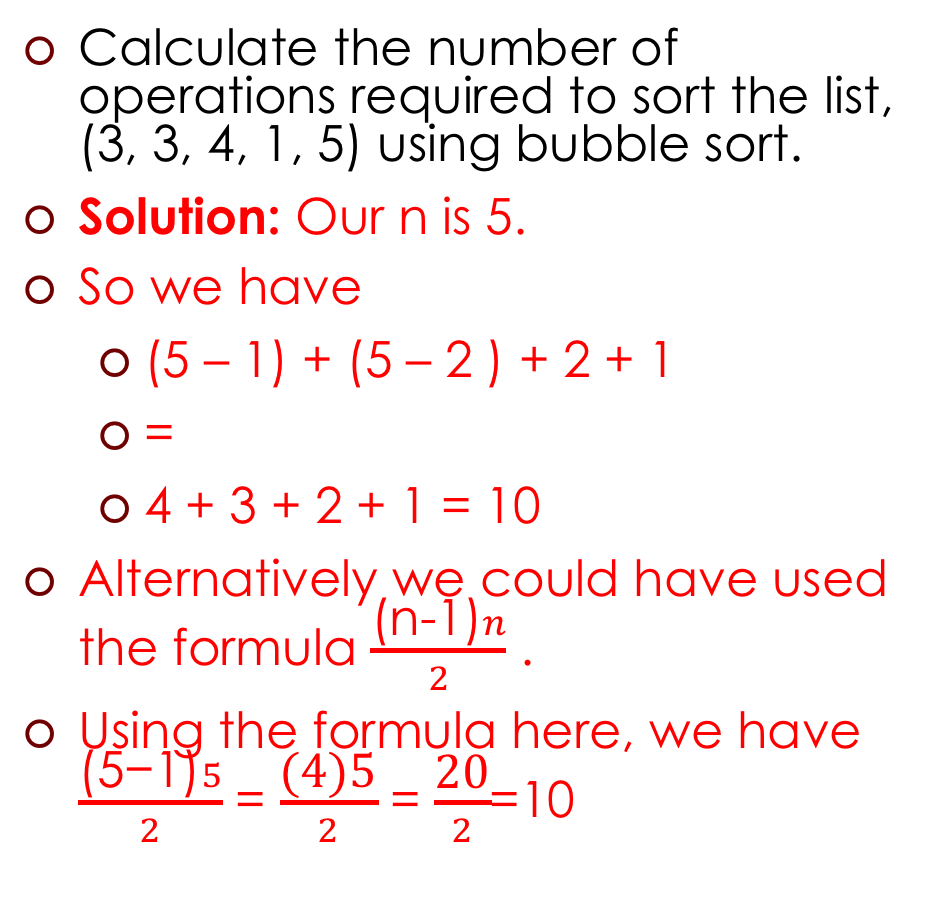 Calculate the number of
operations required to sort the list,
(3, 3, 4, 1, 5) using bubble sort.
Solution: Our n is 5.
So we have
(5 – 1) + (5 – 2 ) + 2 + 1
=
4 + 3 + 2 + 1 = 10
Alternatively we could have used
the formula (n-1)n/2 .
Using the formula here, we have
(5−1)5/2 = (4)5/2 = 20/2 =10